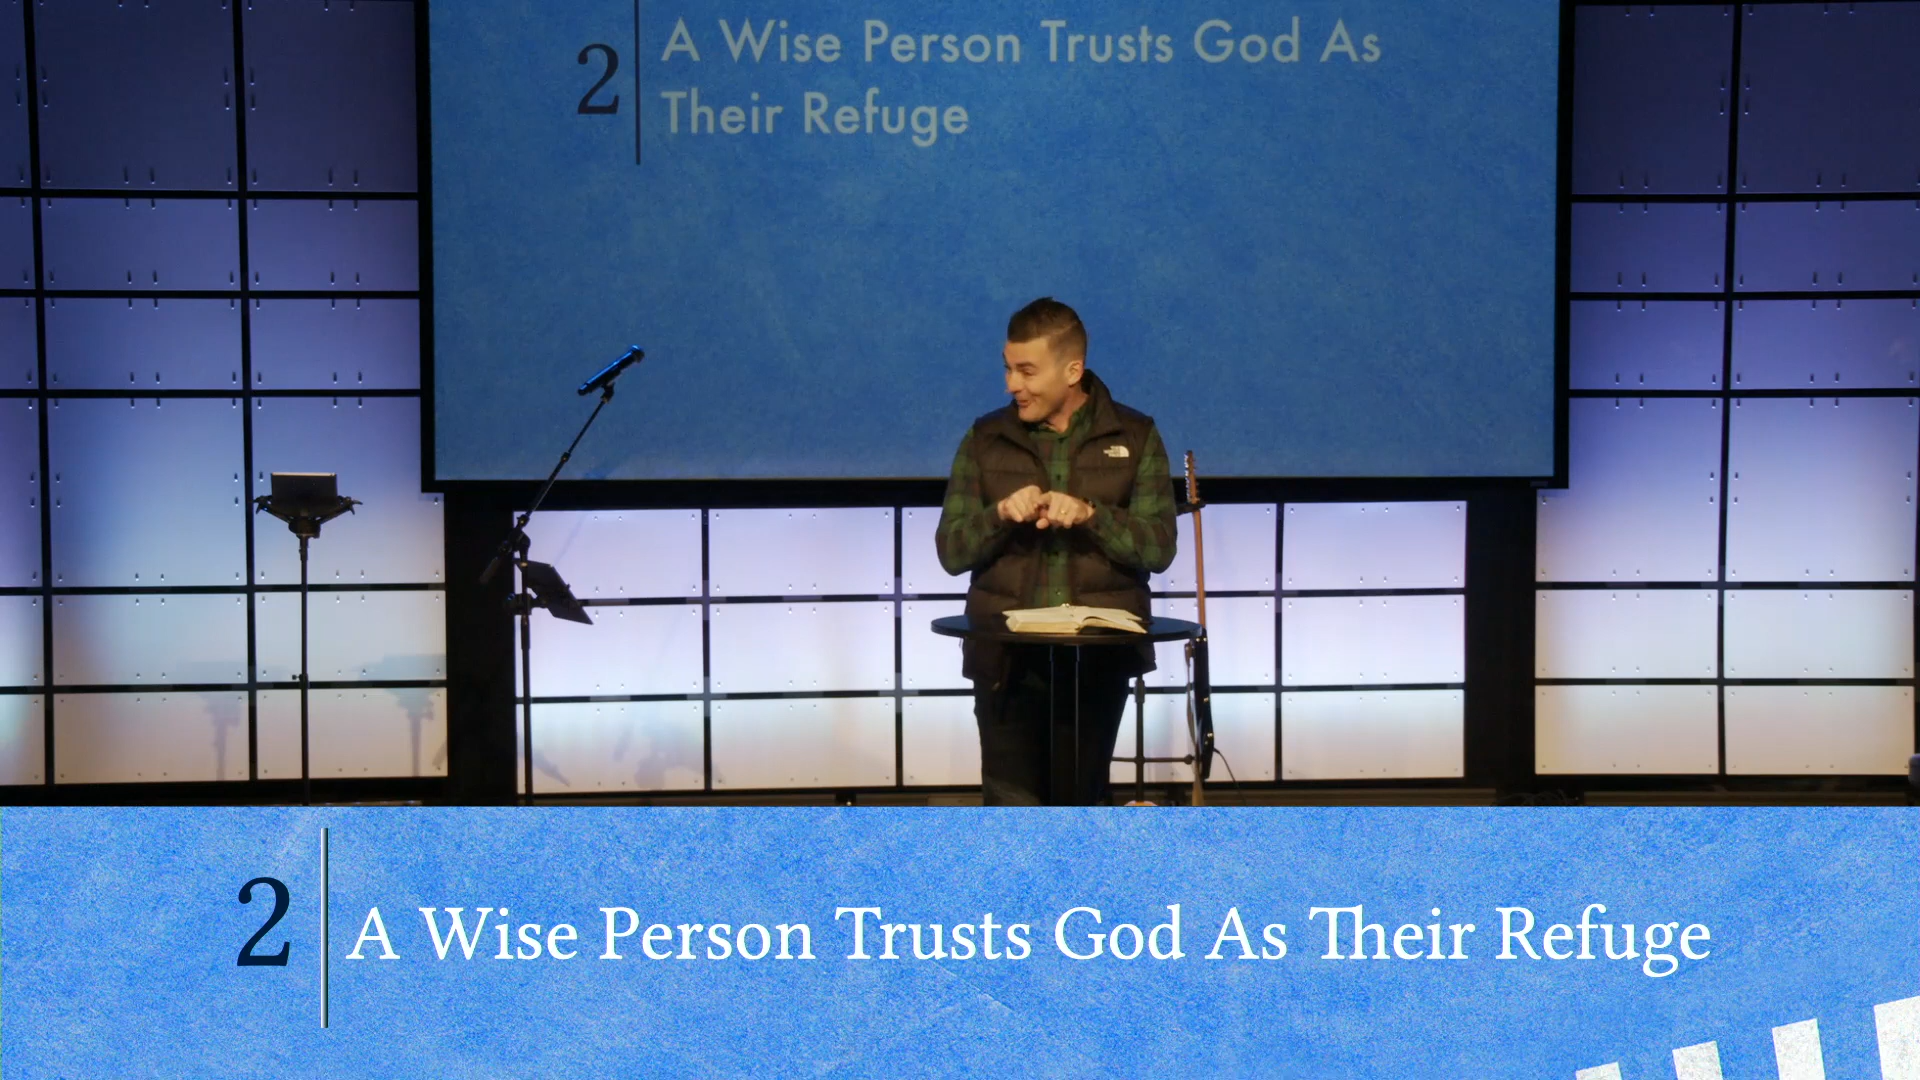 2
A Wise Person Trusts God As
Their Refuge
2
A Wise Person Trusts God As Their Refuge